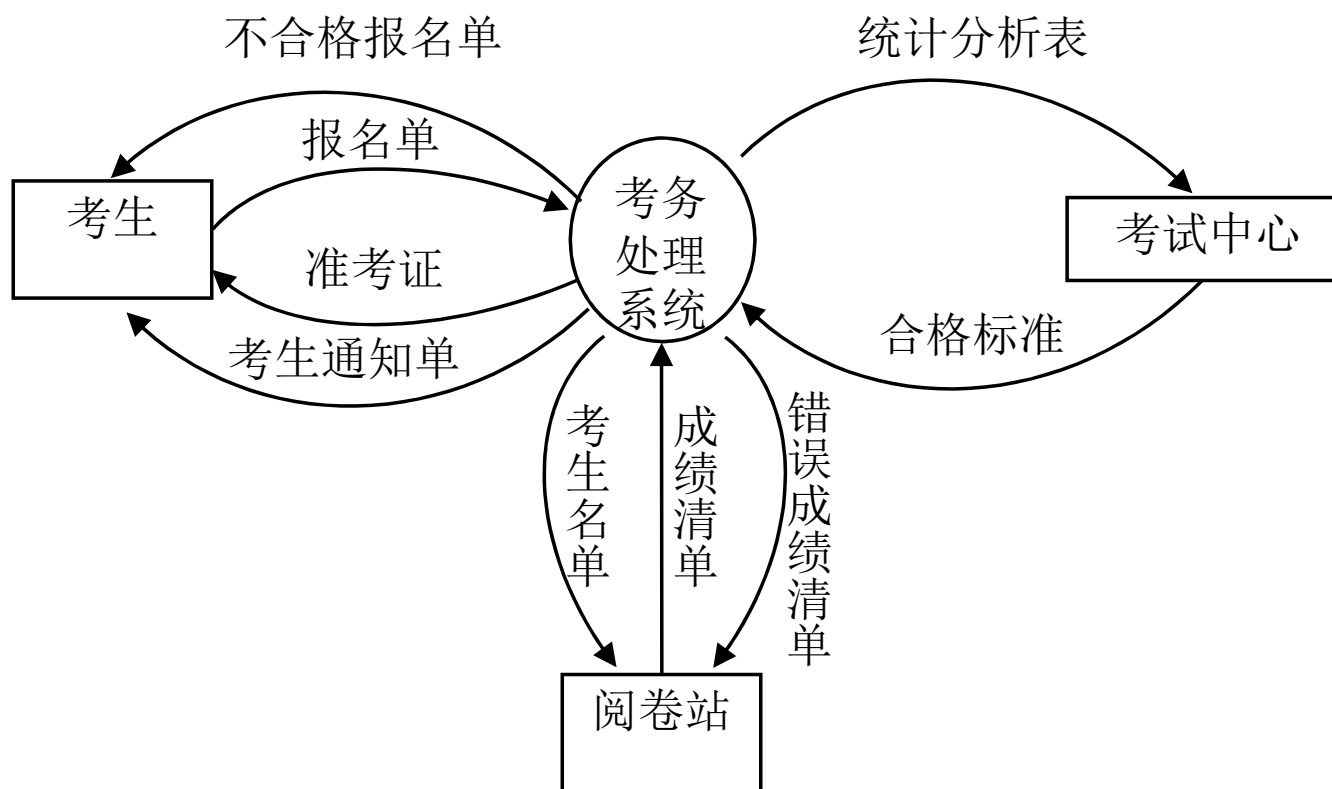 不合格报名单
统计分析表
报名单
考生
考务
处理
系统
考试中心
准考证
合格标准
考生通知单
考生名单
成绩清单
错误成绩清单
阅卷站